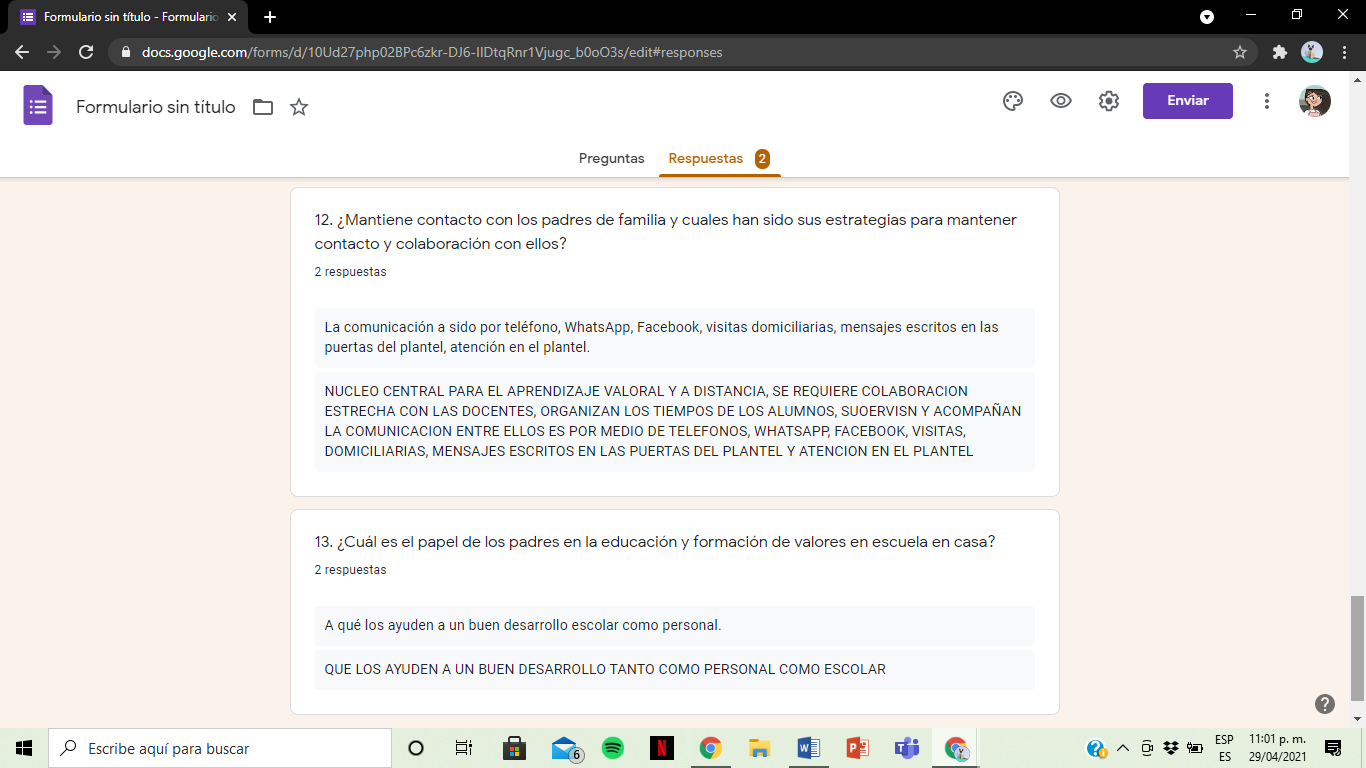 Formulario sin título - Formulario
docs.google.com/forms/d/10Ud27php02BPc6zkr-DJ6-IIDtqRnr1Vjugc_b0oO3s/edit#responses
Formulario sin título
Enviar
Preguntas
Respuestas 2
12. ¿Mantiene contacto con los padres de familia y cuales han sido sus estrategias para mantener
contacto y colaboración con ellos?
2 respuestas
La comunicación a sido por teléfono, WhatsApp, Facebook, visitas domiciliarias, mensajes escritos en las
puertas del plantel, atención en el plantel.
NUCLEO CENTRAL PARA EL APRENDIZAJE VALORAL Y A DISTANCIA, SE REQUIERE COLABORACION
ESTRECHA CON LAS DOCENTES, ORGANIZAN LOS TIEMPOS DE LOS ALUMNOS, SUOERVISN Y ACOMPAÑAN
LA COMUNICACION ENTRE ELLOS ES POR MEDIO DE TELEFONOS, WHATSAPP, FACEBOOK, VISITAS,
DOMICILIARIAS, MENSAJES ESCRITOS EN LAS PUERTAS DEL PLANTEL Y ATENCION EN EL PLANTEL
13. ¿Cuál es el papel de los padres en la educación y formación de valores en escuela en casa?
2 respuestas
A qué los ayuden a un buen desarrollo escolar como personal.
QUE LOS AYUDEN A UN BUEN DESARROLLO TANTO COMO PERSONAL COMO ESCOLAR
Escribe aquí para buscar
6
ESP
ES
11:01 p. m.
29/04/2021